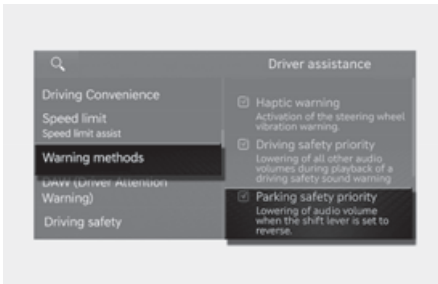 Driver assistance
Driving Convenience
Speed limit
Speed limit assist
Warning methods
DAW (Driver Attention
Warning)
Driving safety
Haptic warning
Activation of the steering wheel
vibration warning.
Driving safety priority
Lowering of all other audio
volumes during playback of a
driving safety sound warning
Parking safety priority
Lowering of audio volume
when the shift lever is set to
reverse.